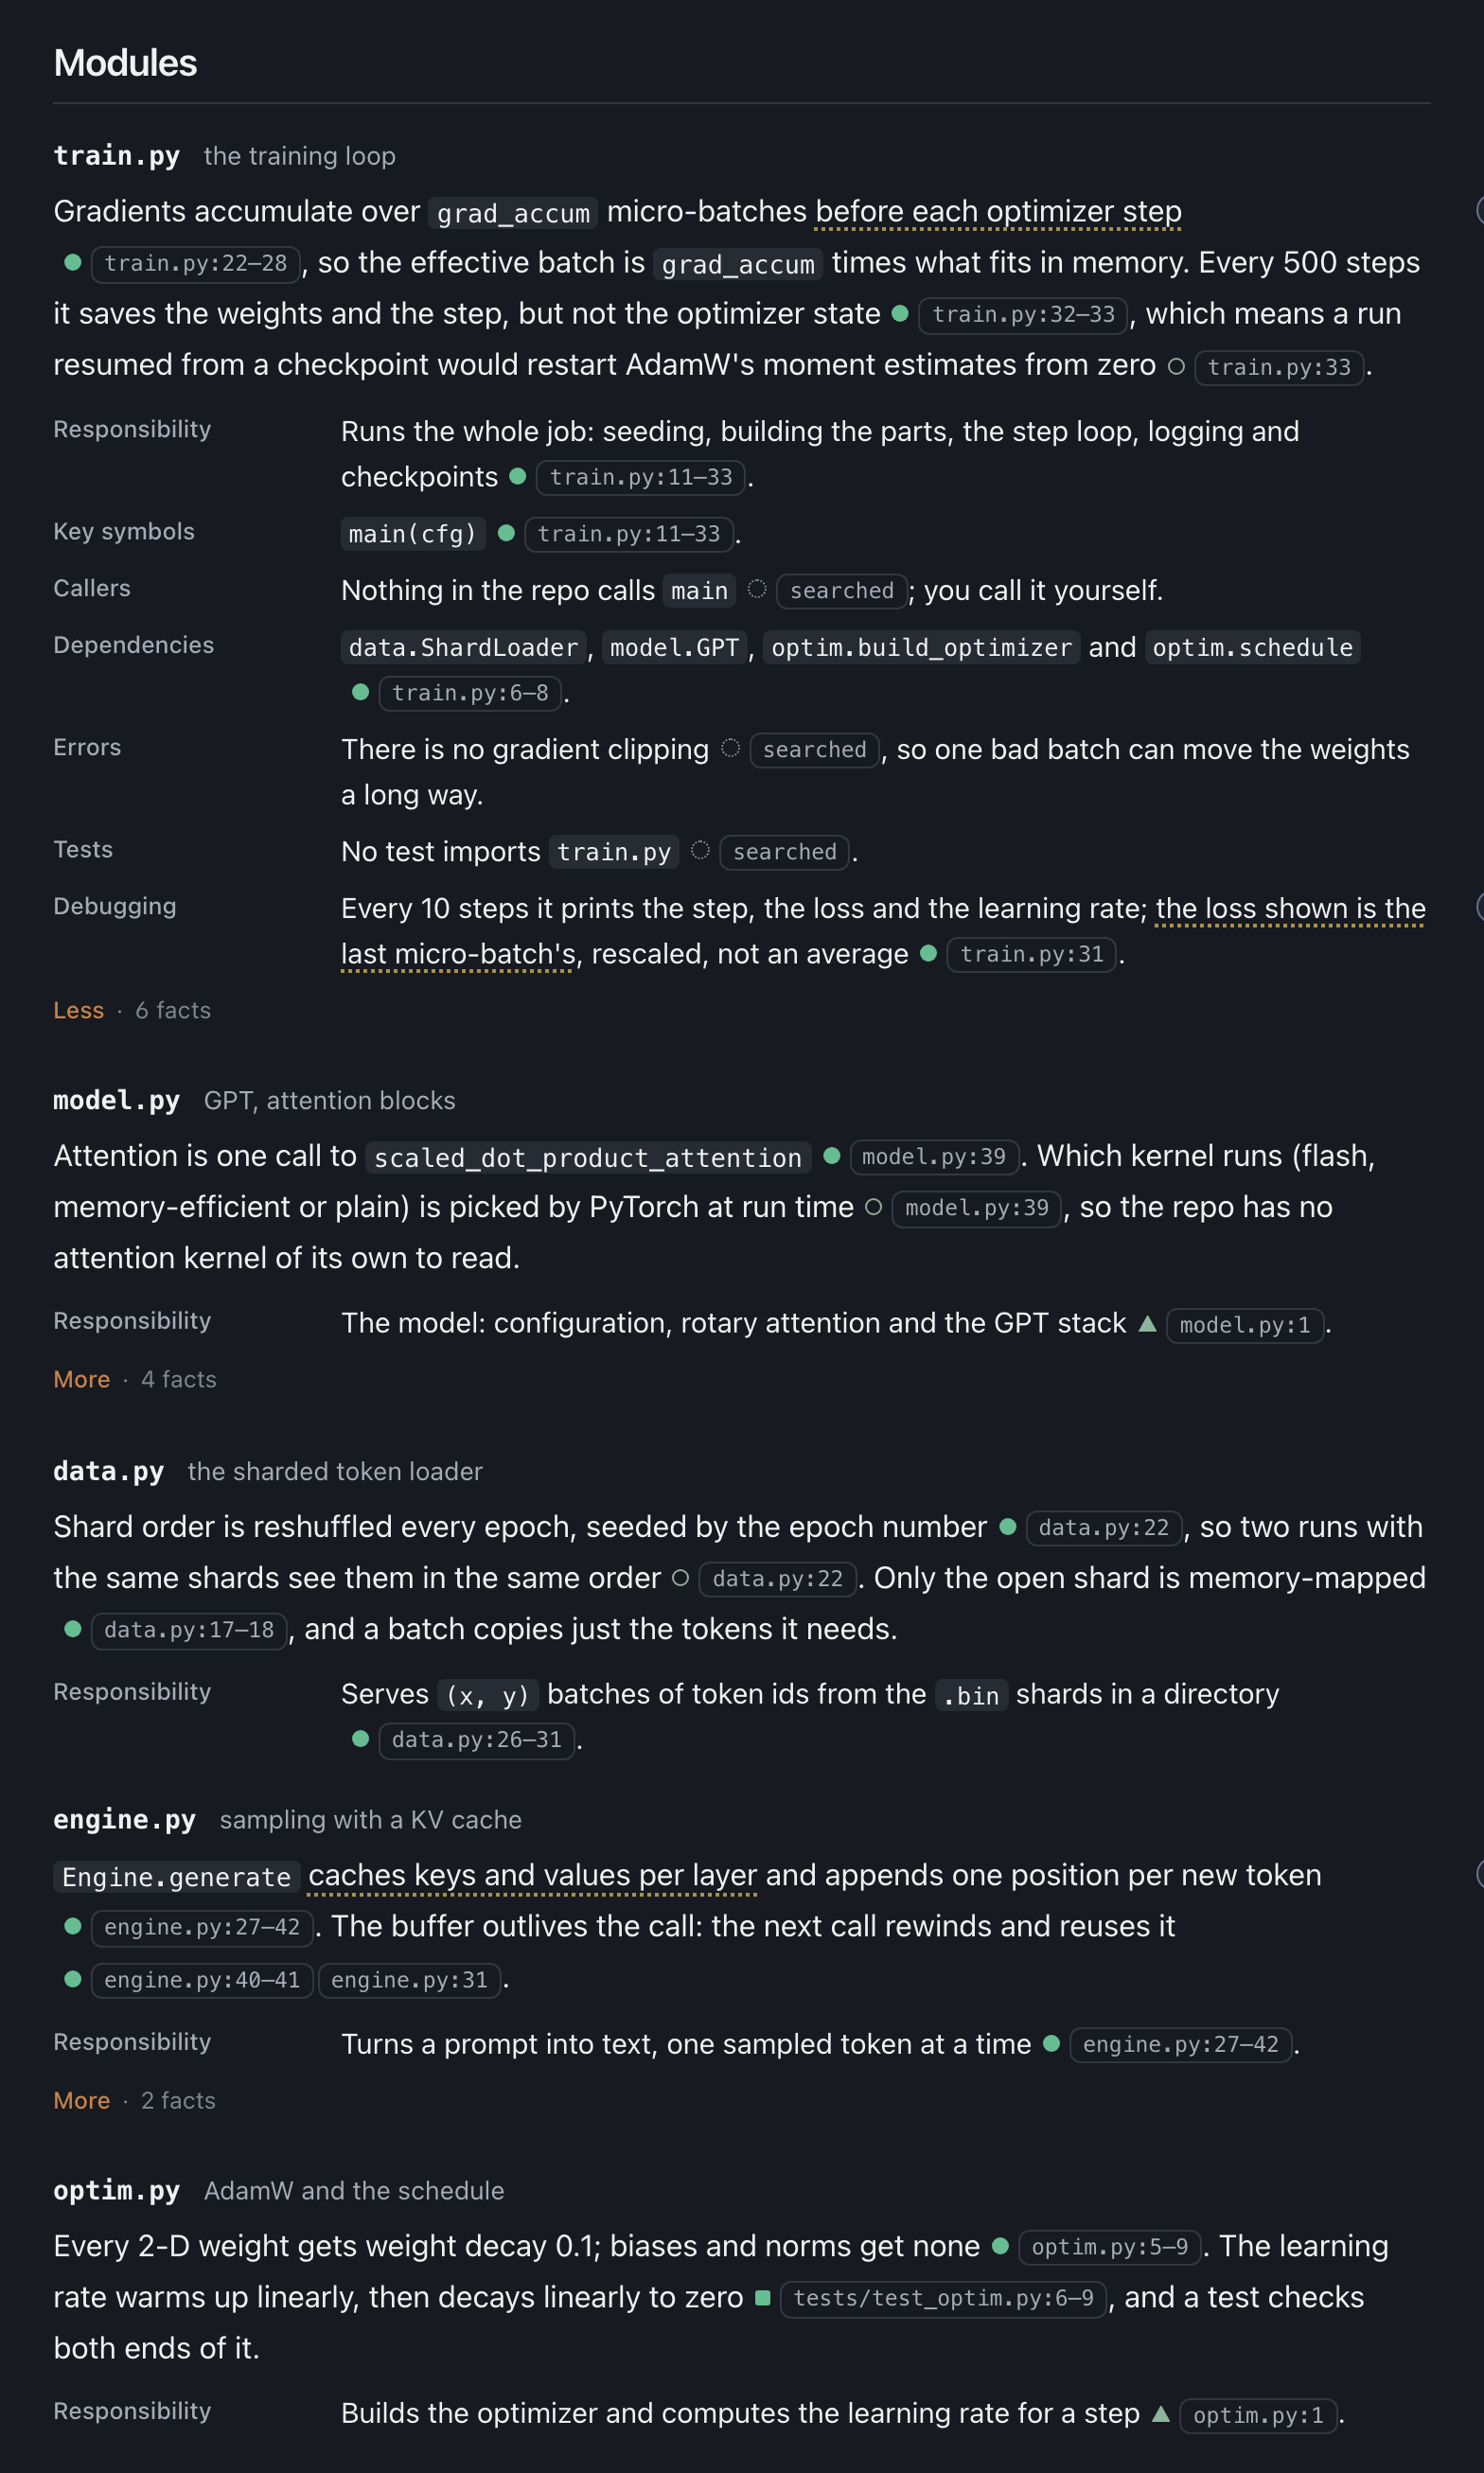 Modules
train.py the training loop
Gradients accumulate over grad_accum micro-batches before each optimizer step
train.py:22–28, so the effective batch is grad_accum times what fits in memory. Every 500 steps
it saves the weights and the step, but not the optimizer state train.py:32–33, which means a run
resumed from a checkpoint would restart AdamW's moment estimates from zero train.py:33.
Responsibility Runs the whole job: seeding, building the parts, the step loop, logging and
checkpoints train.py:11–33.
Key symbols main(cfg) train.py:11–33.
Callers Nothing in the repo calls main searched; you call it yourself.
Dependencies data.ShardLoader, model.GPT, optim.build_optimizer and optim.schedule
train.py:6–8.
Errors There is no gradient clipping searched, so one bad batch can move the weights
a long way.
Tests No test imports train.py searched.
Debugging Every 10 steps it prints the step, the loss and the learning rate; the loss shown is the
last micro-batch's, rescaled, not an average train.py:31.
Less · 6 facts
model.py GPT, attention blocks
Attention is one call to scaled_dot_product_attention model.py:39. Which kernel runs (flash,
memory-efficient or plain) is picked by PyTorch at run time model.py:39, so the repo has no
attention kernel of its own to read.
Responsibility The model: configuration, rotary attention and the GPT stack model.py:1.
More · 4 facts
data.py the sharded token loader
Shard order is reshuffled every epoch, seeded by the epoch number data.py:22, so two runs with
the same shards see them in the same order data.py:22. Only the open shard is memory-mapped
data.py:17–18, and a batch copies just the tokens it needs.
Responsibility Serves (x, y) batches of token ids from the .bin shards in a directory
data.py:26–31.
engine.py sampling with a KV cache
Engine.generate caches keys and values per layer and appends one position per new token
engine.py:27–42. The buffer outlives the call: the next call rewinds and reuses it
engine.py:40–41 engine.py:31.
Responsibility Turns a prompt into text, one sampled token at a time engine.py:27–42.
More · 2 facts
optim.py AdamW and the schedule
Every 2-D weight gets weight decay 0.1; biases and norms get none optim.py:5–9. The learning
rate warms up linearly, then decays linearly to zero tests/test_optim.py:6–9, and a test checks
both ends of it.
Responsibility Builds the optimizer and computes the learning rate for a step optim.py:1.